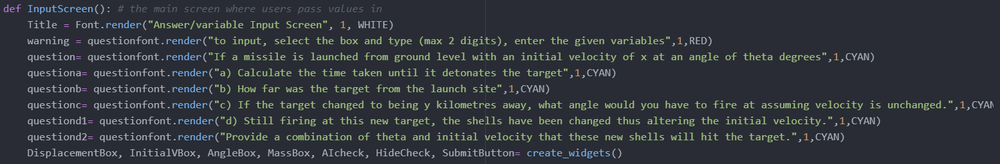 def InputScreen(): # the main screen where users pass values in
    Title = Font.render("Answer/variable Input Screen", 1, WHITE)
    warning = questionfont.render("to input, select the box and type (max 2 digits), enter the given variables",1,RED)
    question= questionfont.render("If a missile is launched from ground level with an initial velocity of x at an angle of theta degrees",1,CYAN)
    questiona= questionfont.render("a) Calculate the time taken until it detonates the target",1,CYAN)
    questionb= questionfont.render("b) How far was the target from the launch site",1,CYAN)
    questionc= questionfont.render("c) If the target changed to being y kilometres away, what angle would you have to fire at assuming velocity is unchanged.",1,CYAN
    questiond1= questionfont.render("d) Still firing at this new target, the shells have been changed thus altering the initial velocity.",1,CYAN)
    questiond2= questionfont.render("Provide a combination of theta and initial velocity that these new shells will hit the target.",1,CYAN)
    DisplacementBox, InitialVBox, AngleBox, MassBox, AIcheck, HideCheck, SubmitButton= create_widgets()